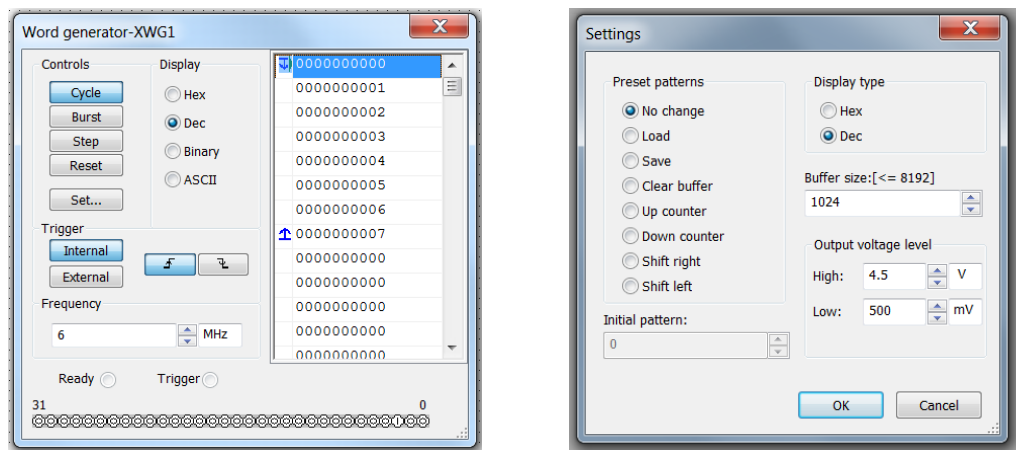 Word generator-XWG1
Controls
Cycle
Burst
Step
Reset
Set...
Display
Hex
Dec
Binary
ASCII
Trigger
Internal
External
Frequency
6 MHz
0000000000
0000000001
0000000002
0000000003
0000000004
0000000005
0000000006
0000000007
0000000000
0000000000
0000000000
0000000000
0000000000
Ready Trigger
31 0
Settings
Preset patterns
No change
Load
Save
Clear buffer
Up counter
Down counter
Shift right
Shift left
Initial pattern:
0
Display type
Hex
Dec
Buffer size:[<= 8192]
1024
Output voltage level
High: 4.5 V
Low: 500 mV
OK Cancel